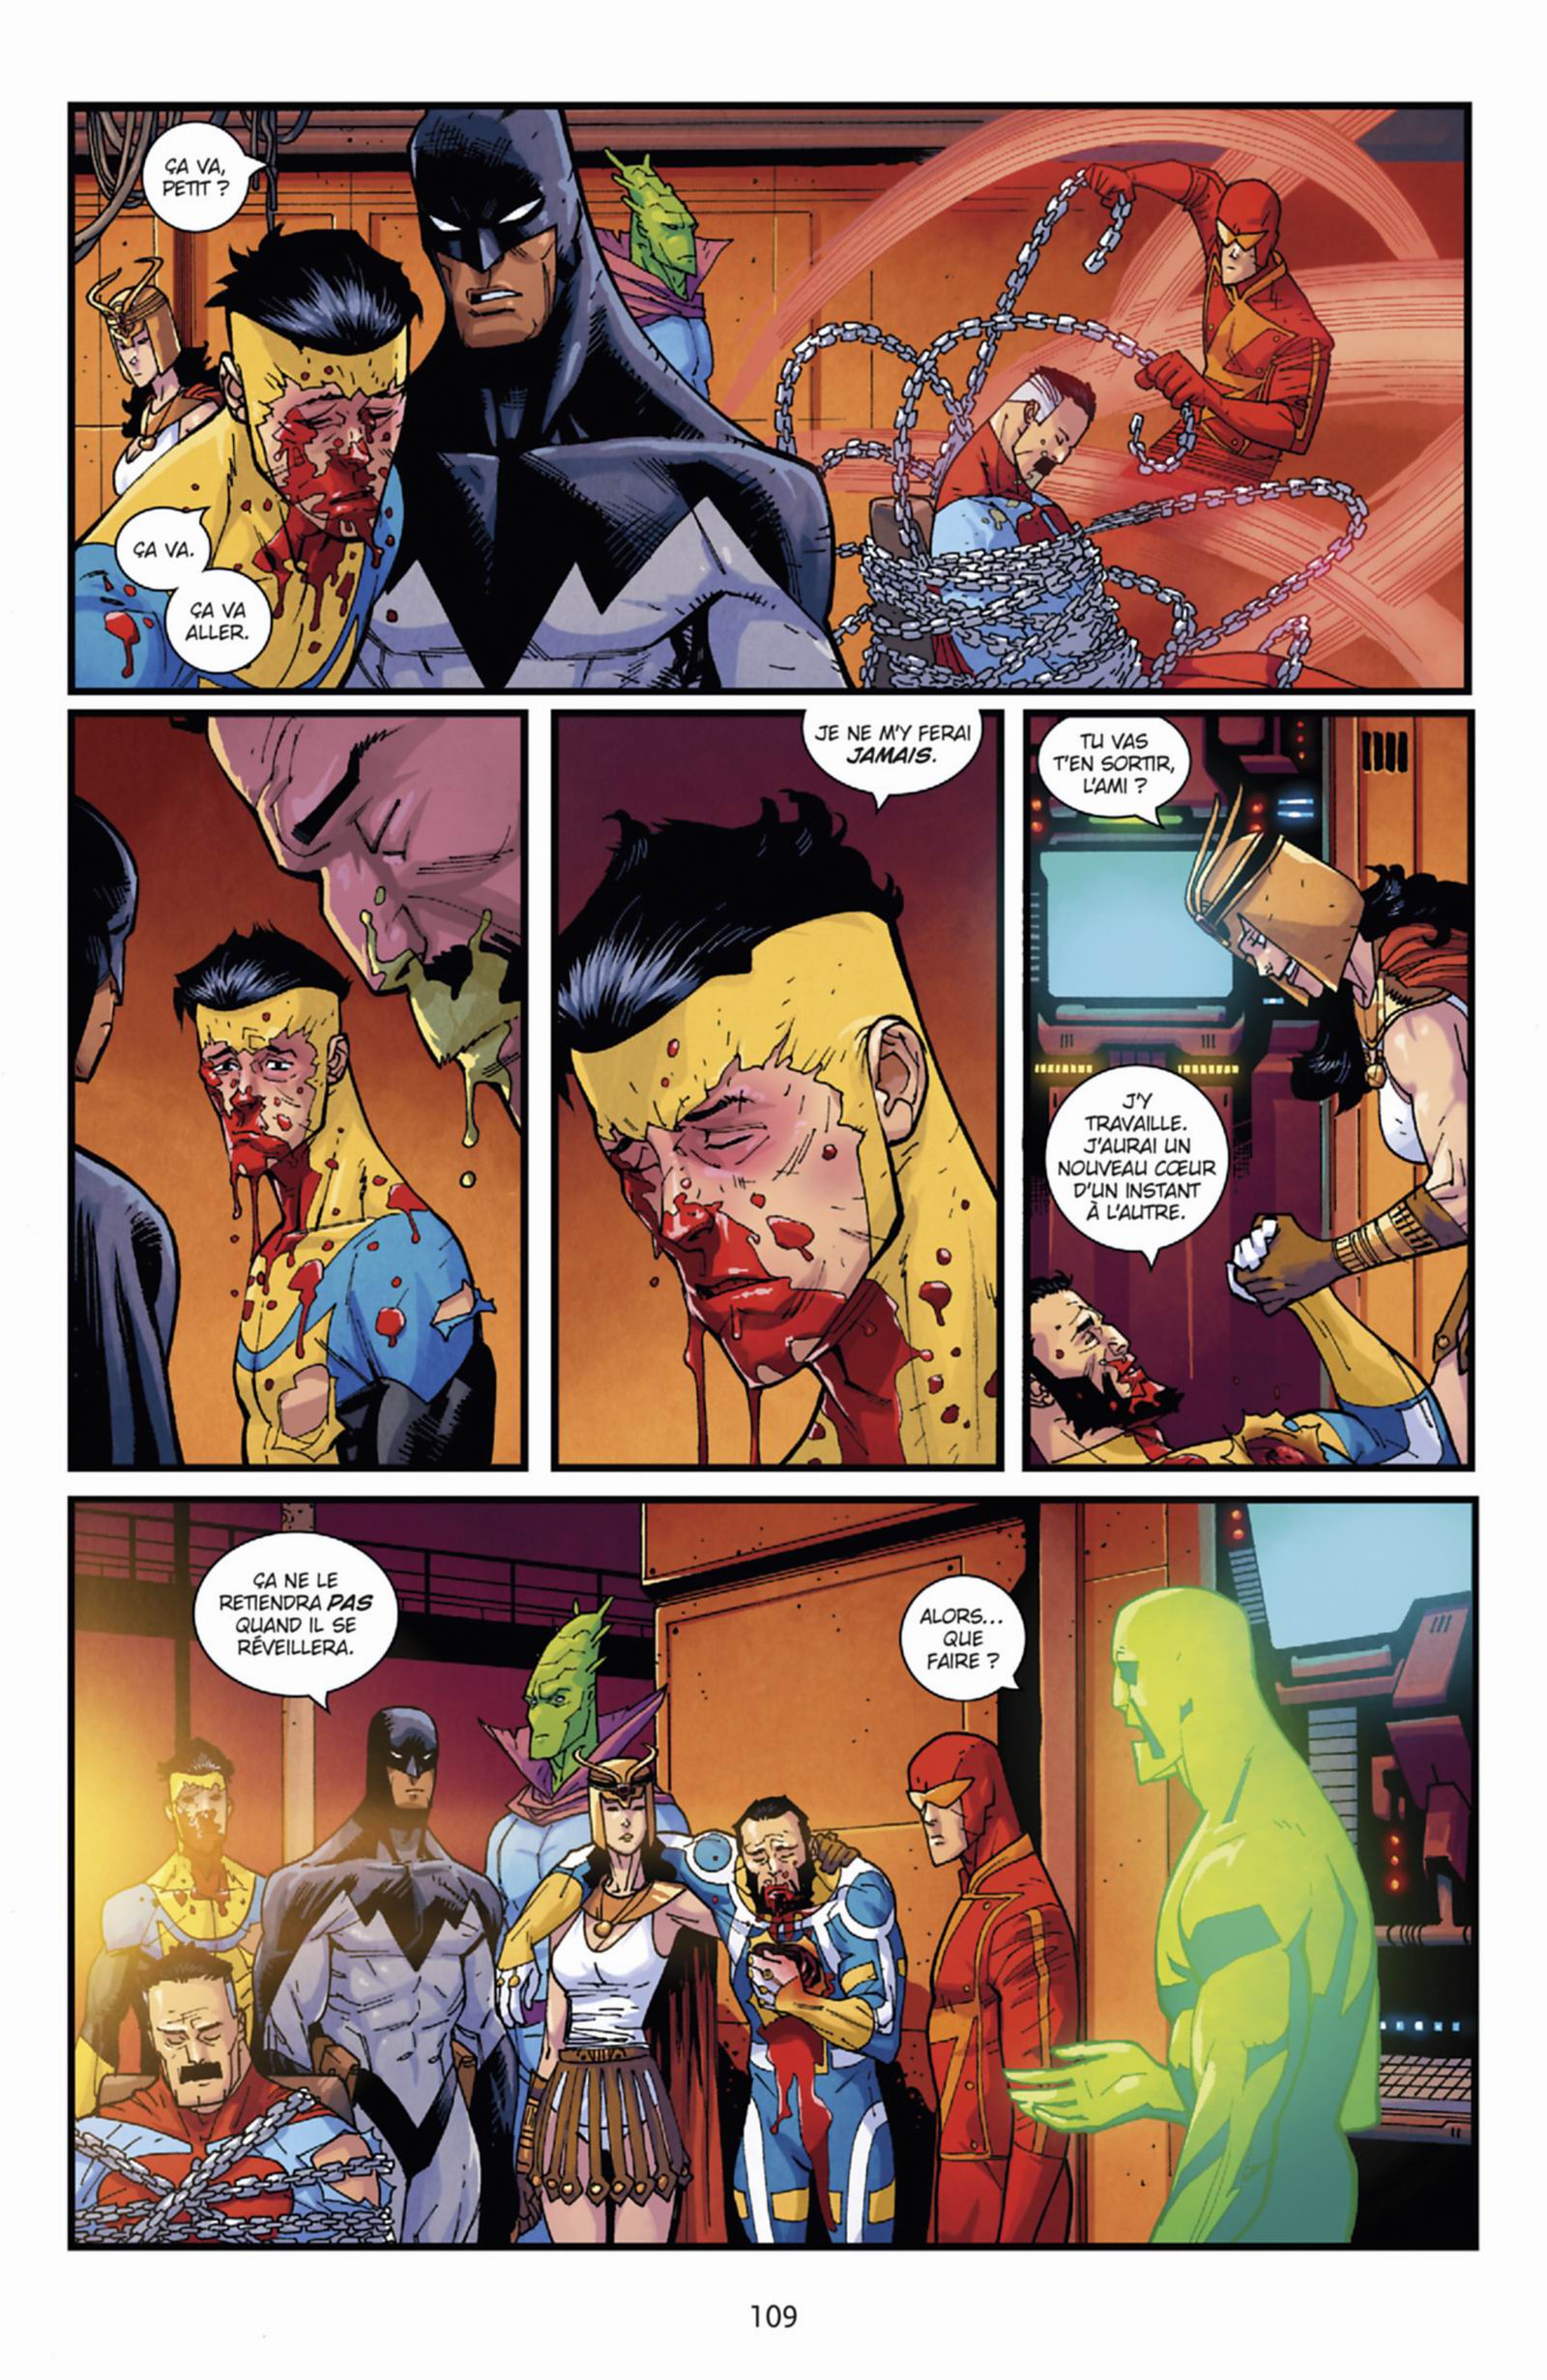 ÇA VA,
PETIT ?
ÇA VA.
ÇA VA
ALLER.
JE NE M'Y FERAI
JAMAIS.
TU VAS
T'EN SORTIR,
L'AMI ?
J'Y
TRAVAILLE.
J'AURAI UN
NOUVEAU CŒUR
D'UN INSTANT
À L'AUTRE.
ÇA NE LE
RETIENDRA PAS
QUAND IL SE
RÉVEILLERA.
ALORS...
QUE
FAIRE ?
109